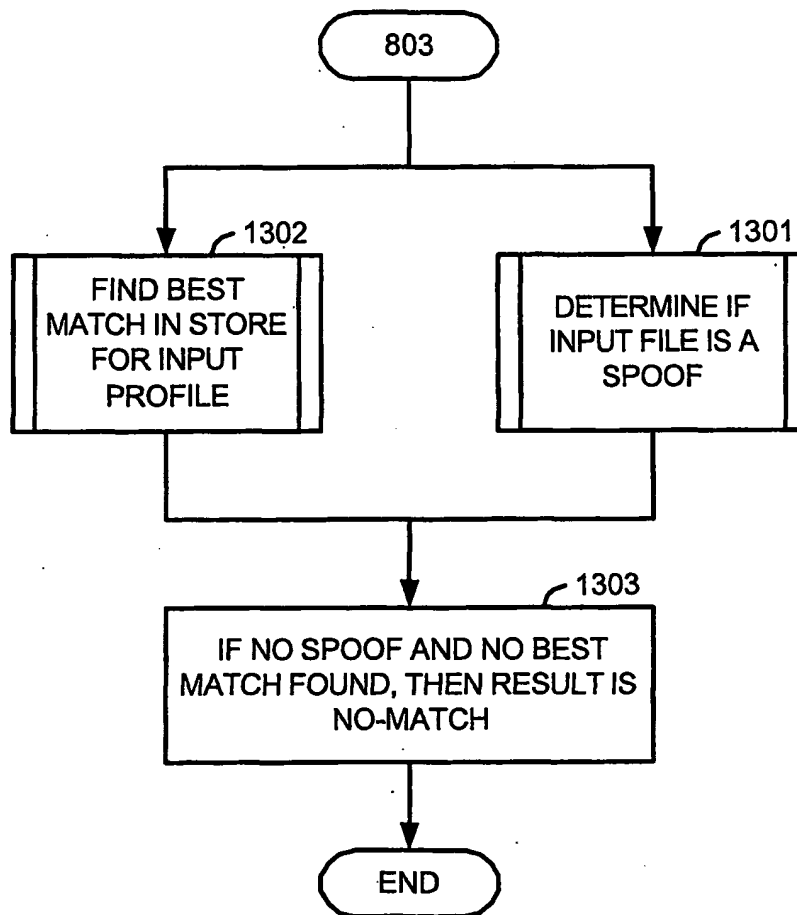 803
1302
FIND BEST
MATCH IN STORE
FOR INPUT
PROFILE
1301
DETERMINE IF
INPUT FILE IS A
SPOOF
1303
IF NO SPOOF AND NO BEST
MATCH FOUND, THEN RESULT IS
NO-MATCH
END